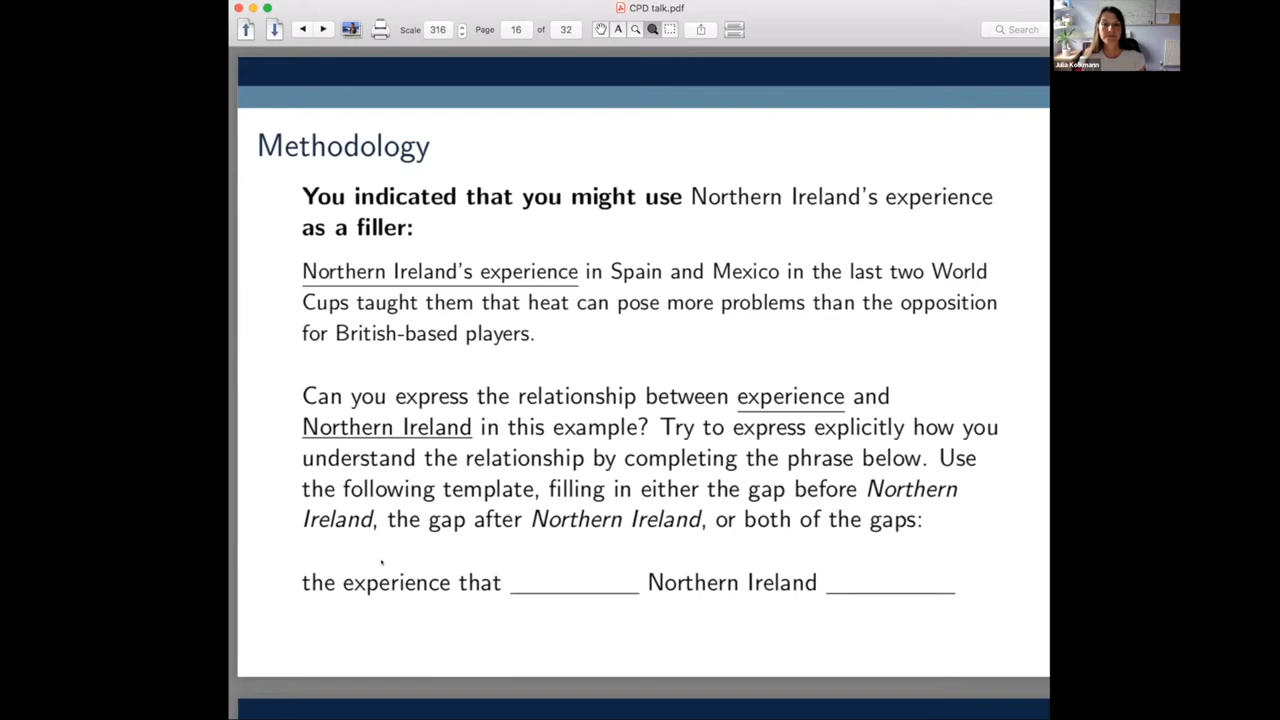 CPD talk.pdf
Scale 316 Page 16 of 32 A Search
Julia Kolkmann
Methodology
You indicated that you might use Northern Ireland's experience
as a filler:
Northern Ireland's experience in Spain and Mexico in the last two World
Cups taught them that heat can pose more problems than the opposition
for British-based players.
Can you express the relationship between experience and
Northern Ireland in this example? Try to express explicitly how you
understand the relationship by completing the phrase below. Use
the following template, filling in either the gap before Northern
Ireland, the gap after Northern Ireland, or both of the gaps:
the experience that ________ Northern Ireland ________